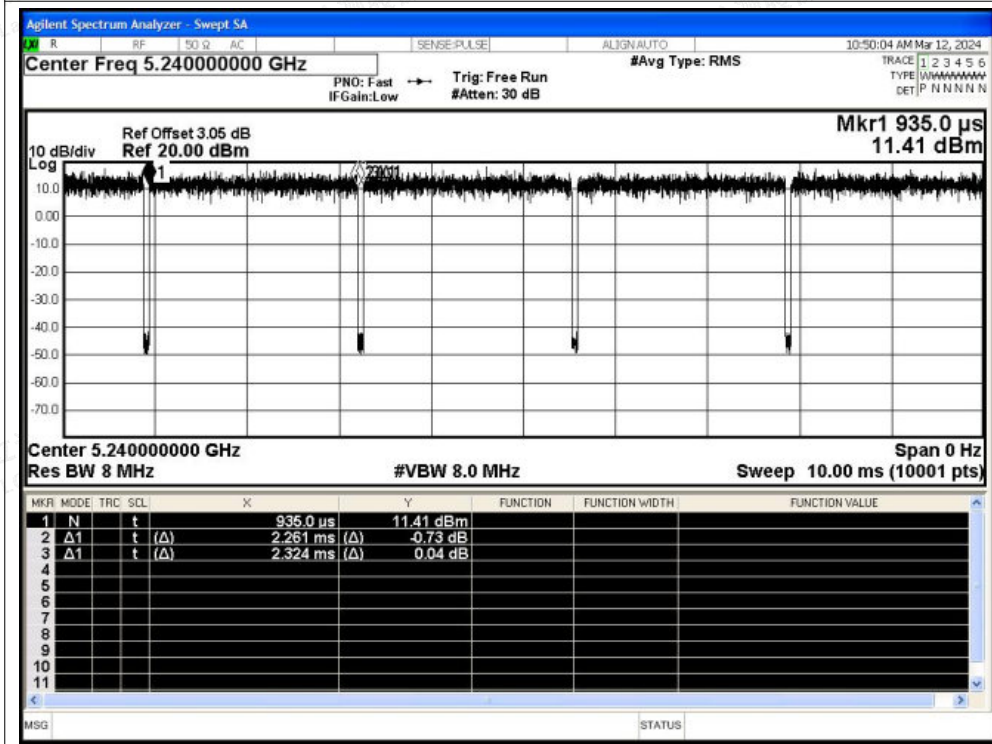 Agilent Spectrum Analyzer - Swept SA
R RF 50 Ω AC SENSE:PULSE ALIGN AUTO 10:50:04 AM Mar 12, 2024
Center Freq 5.240000000 GHz #Avg Type: RMS TRACE 1 2 3 4 5 6
PNO: Fast Trig: Free Run TYPE WWWWWW
IFGain:Low #Atten: 30 dB DET P N N N N N
Mkr1 935.0 µs
11.41 dBm
Ref Offset 3.05 dB
10 dB/div Ref 20.00 dBm
Log
1
10.0
0.00
-10.0
-20.0
-30.0
-40.0
-50.0
-60.0
-70.0
Center 5.240000000 GHz Span 0 Hz
Res BW 8 MHz #VBW 8.0 MHz Sweep 10.00 ms (10001 pts)
MKR MODE TRC SCL X Y FUNCTION FUNCTION WIDTH FUNCTION VALUE
1 N t 935.0 µs 11.41 dBm
2 Δ1 t (Δ) 2.261 ms (Δ) -0.73 dB
3 Δ1 t (Δ) 2.324 ms (Δ) 0.04 dB
4
5
6
7
8
9
10
11
MSG STATUS